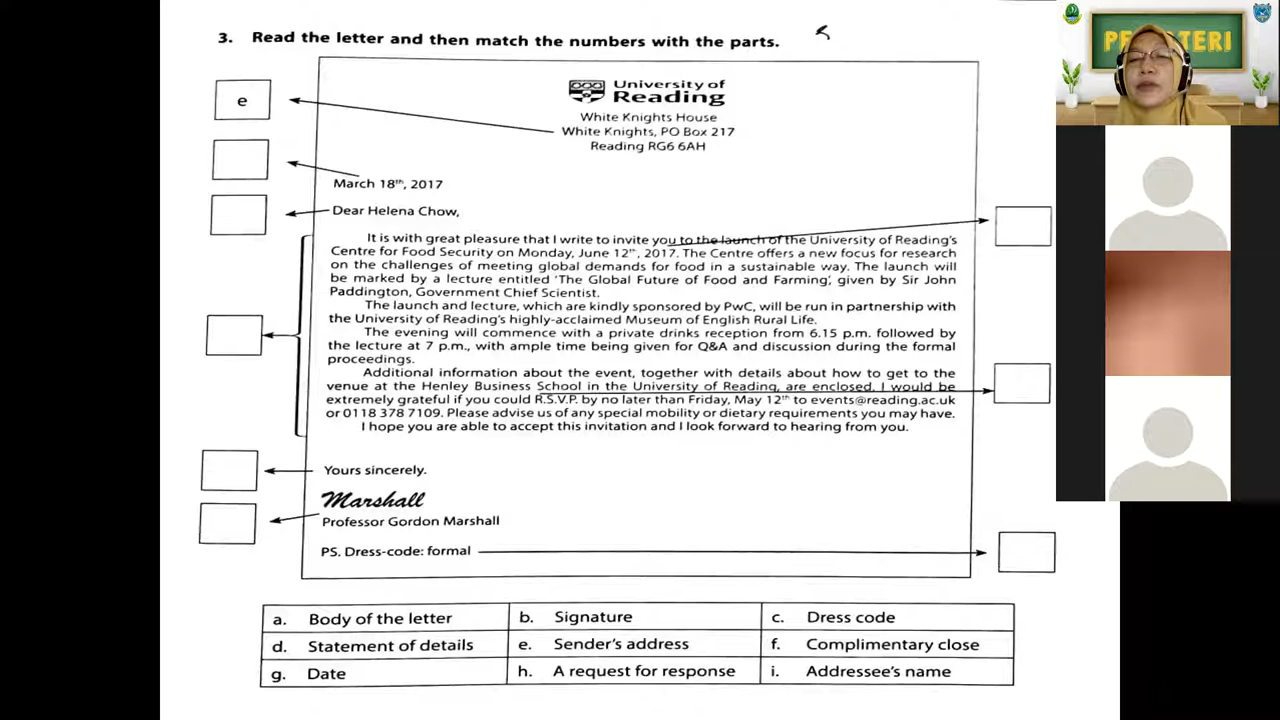 3. Read the letter and then match the numbers with the parts.
University of
Reading
White Knights House
White Knights, PO Box 217
Reading RG6 6AH
e
March 18th, 2017
Dear Helena Chow,
It is with great pleasure that I write to invite you to the launch of the University of Reading's
Centre for Food Security on Monday, June 12th, 2017. The Centre offers a new focus for research
on the challenges of meeting global demands for food in a sustainable way. The launch will
be marked by a lecture entitled 'The Global Future of Food and Farming', given by Sir John
Paddington, Government Chief Scientist.
The launch and lecture, which are kindly sponsored by PwC, will be run in partnership with
the University of Reading's highly-acclaimed Museum of English Rural Life.
The evening will commence with a private drinks reception from 6.15 p.m. followed by
the lecture at 7 p.m., with ample time being given for Q&A and discussion during the formal
proceedings.
Additional information about the event, together with details about how to get to the
venue at the Henley Business School in the University of Reading, are enclosed. I would be
extremely grateful if you could R.S.V.P. by no later than Friday, May 12th to events@reading.ac.uk
or 0118 378 7109. Please advise us of any special mobility or dietary requirements you may have.
I hope you are able to accept this invitation and I look forward to hearing from you.
Yours sincerely.
Marshall
Professor Gordon Marshall
PS. Dress-code: formal
a. Body of the letter b. Signature c. Dress code
d. Statement of details e. Sender's address f. Complimentary close
g. Date h. A request for response i. Addressee's name